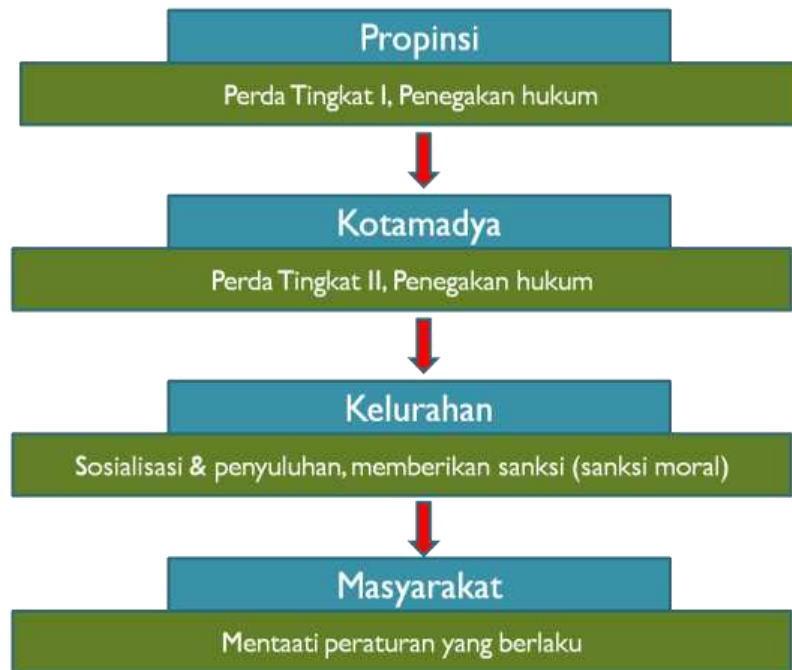 Propinsi
Perda Tingkat I, Penegakan hukum
Kotamadya
Perda Tingkat II, Penegakan hukum
Kelurahan
Sosialisasi & penyuluhan, memberikan sanksi (sanksi moral)
Masyarakat
Mentaati peraturan yang berlaku